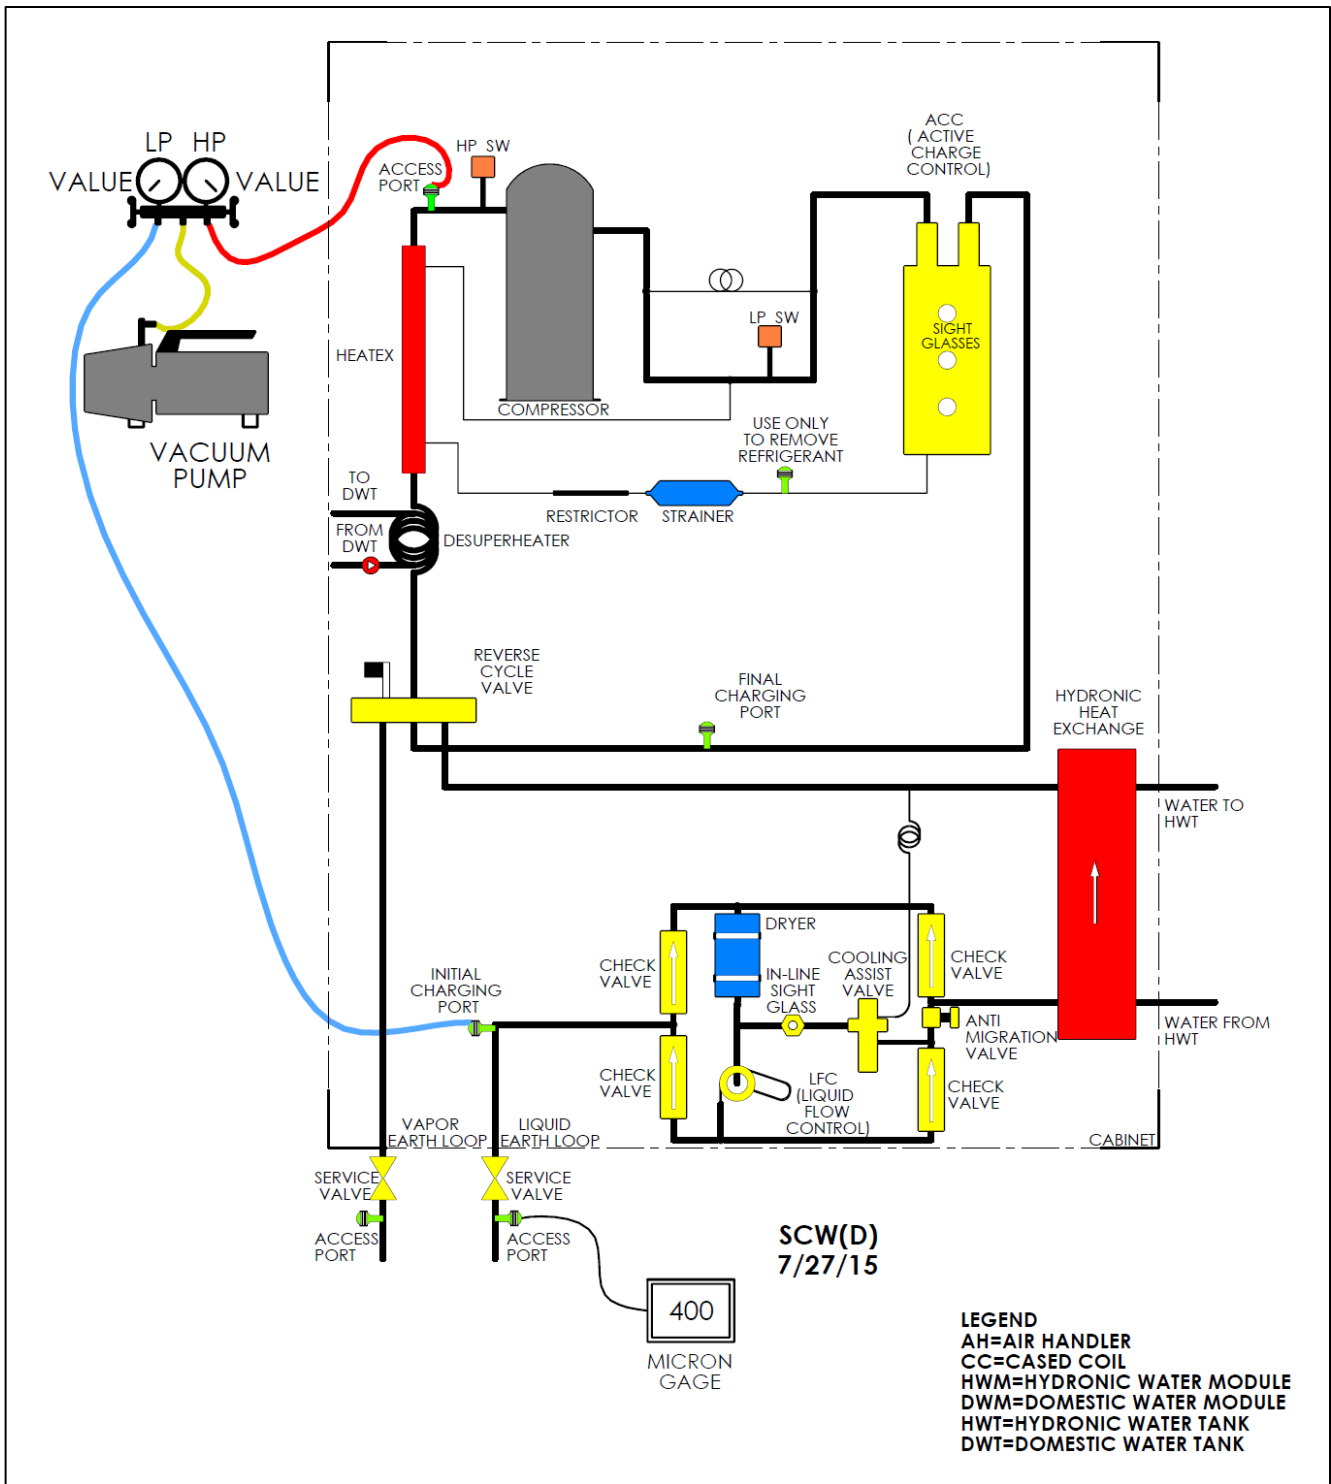 LP HP
VALUE VALUE
ACCESS
PORT
HP SW
ACC
( ACTIVE
CHARGE
CONTROL)
HEATEX
LP SW
SIGHT
GLASSES
COMPRESSOR
VACUUM
PUMP
USE ONLY
TO REMOVE
REFRIGERANT
TO
DWT
RESTRICTOR
STRAINER
FROM
DWT
DESUPERHEATER
REVERSE
CYCLE
VALVE
FINAL
CHARGING
PORT
HYDRONIC
HEAT
EXCHANGE
WATER TO
HWT
DRYER
CHECK
VALVE
IN-LINE
SIGHT
GLASS
COOLING
ASSIST
VALVE
CHECK
VALVE
INITIAL
CHARGING
PORT
ANTI
MIGRATION
VALVE
WATER FROM
HWT
CHECK
VALVE
LFC
(LIQUID
FLOW
CONTROL)
CHECK
VALVE
VAPOR
EARTH LOOP
LIQUID
EARTH LOOP
CABINET
SERVICE
VALVE
SERVICE
VALVE
ACCESS
PORT
ACCESS
PORT
SCW(D)
7/27/15
400
MICRON
GAGE
LEGEND
AH=AIR HANDLER
CC=CASED COIL
HWM=HYDRONIC WATER MODULE
DWM=DOMESTIC WATER MODULE
HWT=HYDRONIC WATER TANK
DWT=DOMESTIC WATER TANK